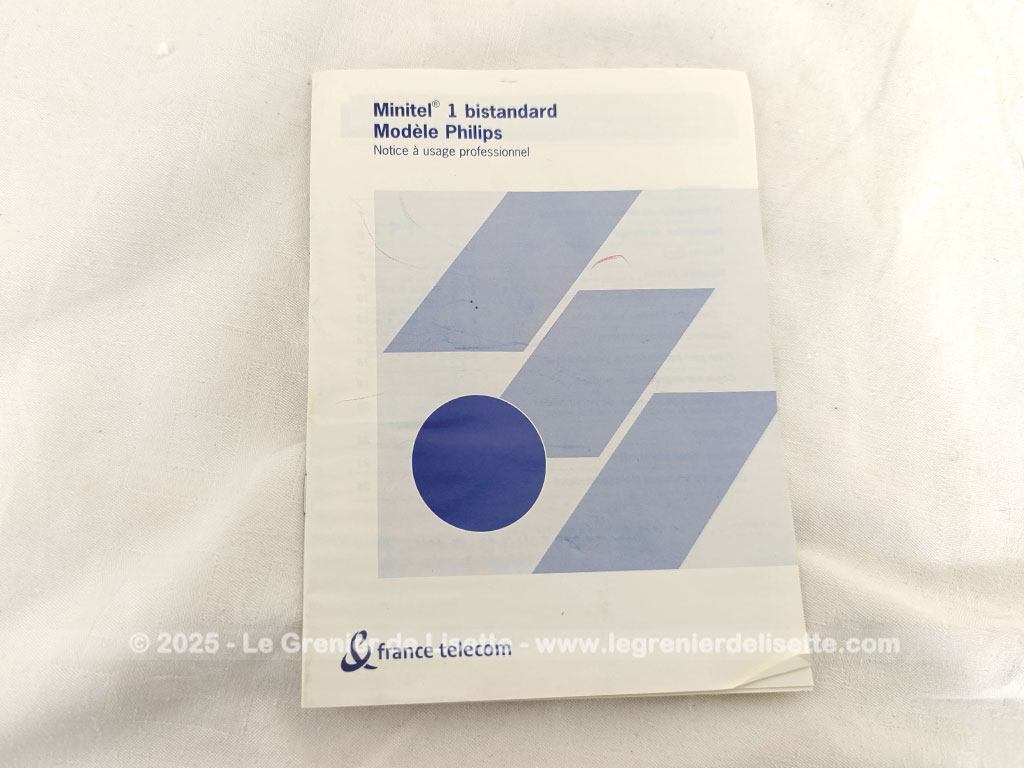 Minitel® 1 bistandard
Modèle Philips
Notice à usage professionnel
© 2025 - Le Grenier de Lisette - www.legrenierdelisette.com
france telecom